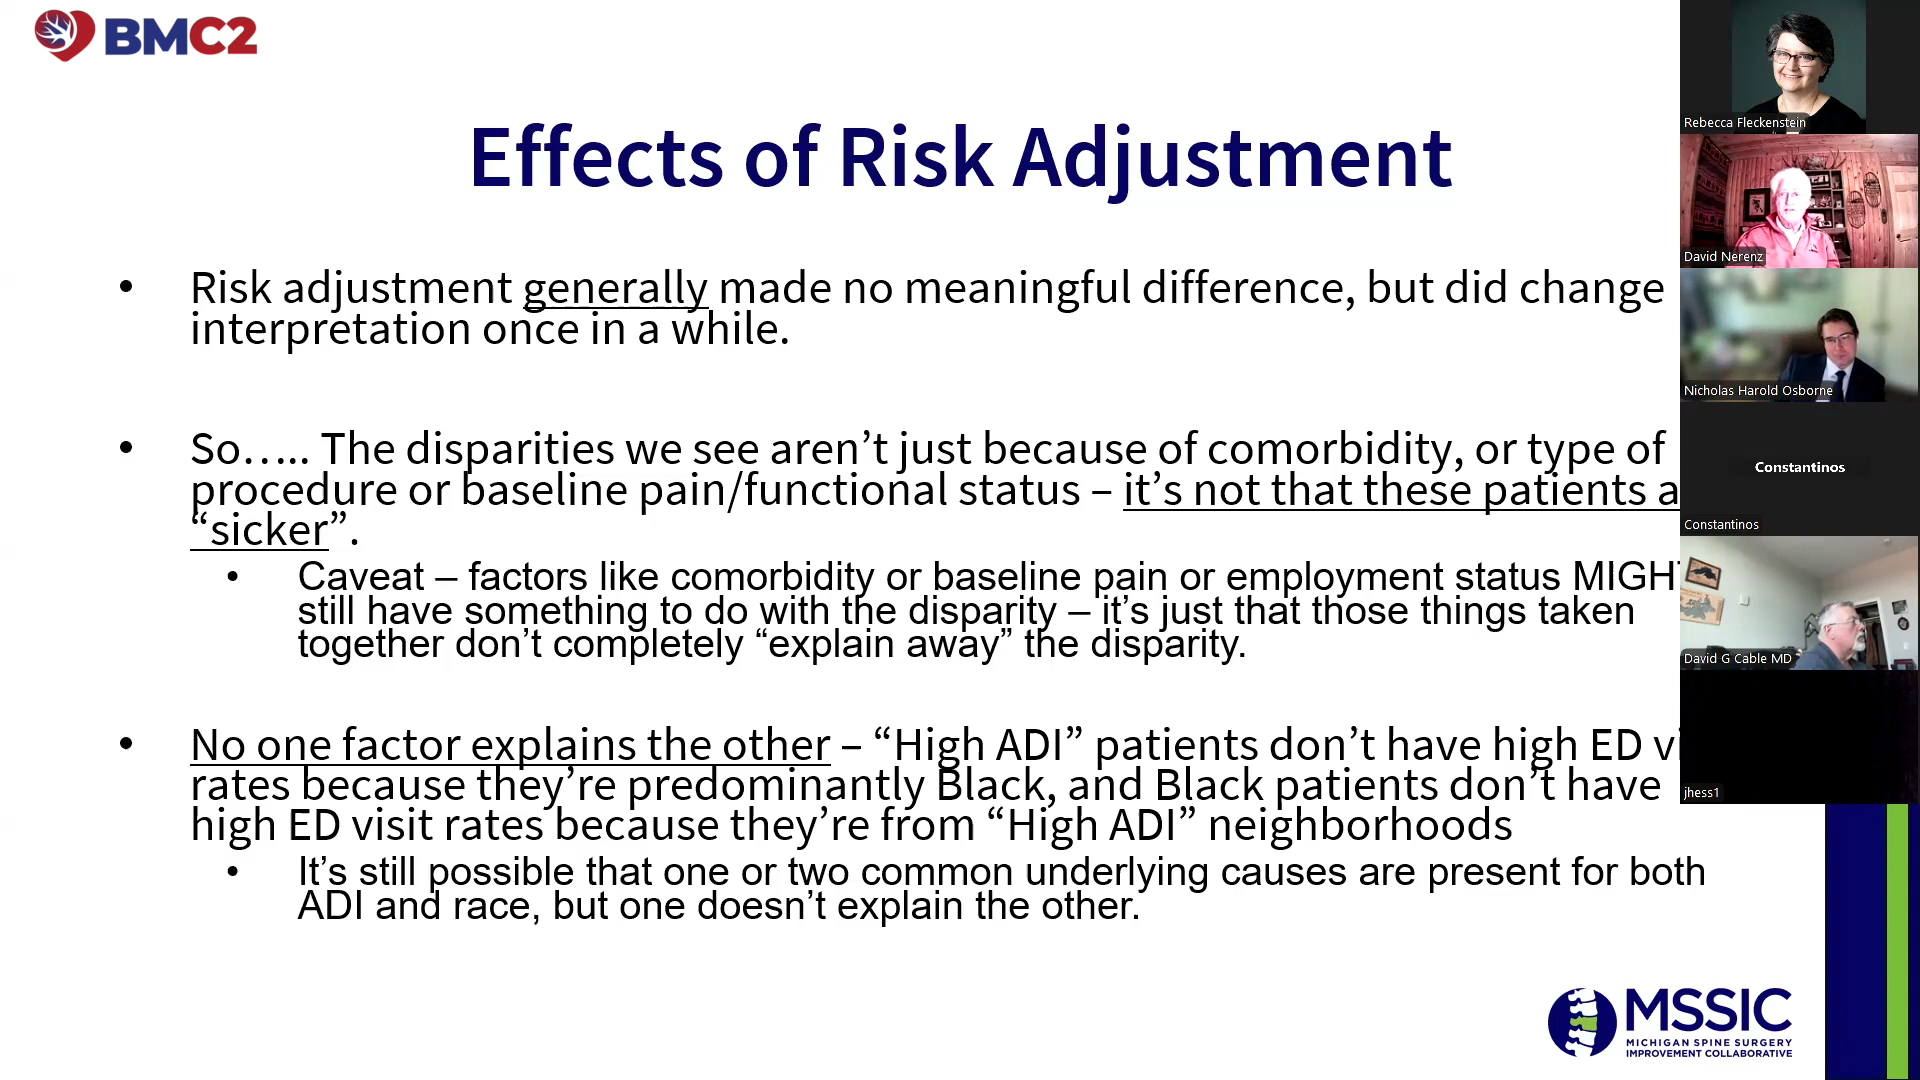 BMC2
Effects of Risk Adjustment
• Risk adjustment generally made no meaningful difference, but did change
interpretation once in a while.
• So….. The disparities we see aren’t just because of comorbidity, or type of
procedure or baseline pain/functional status – it’s not that these patients a
“sicker”.
• Caveat – factors like comorbidity or baseline pain or employment status MIGHT
still have something to do with the disparity – it’s just that those things taken
together don’t completely “explain away” the disparity.
• No one factor explains the other – “High ADI” patients don’t have high ED vi
rates because they’re predominantly Black, and Black patients don’t have
high ED visit rates because they’re from “High ADI” neighborhoods
• It’s still possible that one or two common underlying causes are present for both
ADI and race, but one doesn’t explain the other.
MSSIC
MICHIGAN SPINE SURGERY
IMPROVEMENT COLLABORATIVE
Rebecca Fleckenstein
David Nerenz
Nicholas Harold Osborne
Constantinos
Constantinos
David G Cable MD
jhess1